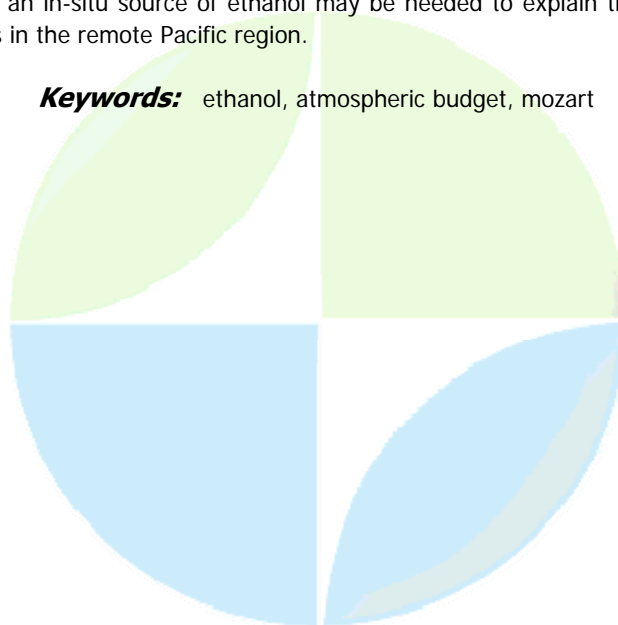 an in-situ source of ethanol may be needed to explain
in the remote Pacific region.
Keywords: ethanol, atmospheric budget, mozart